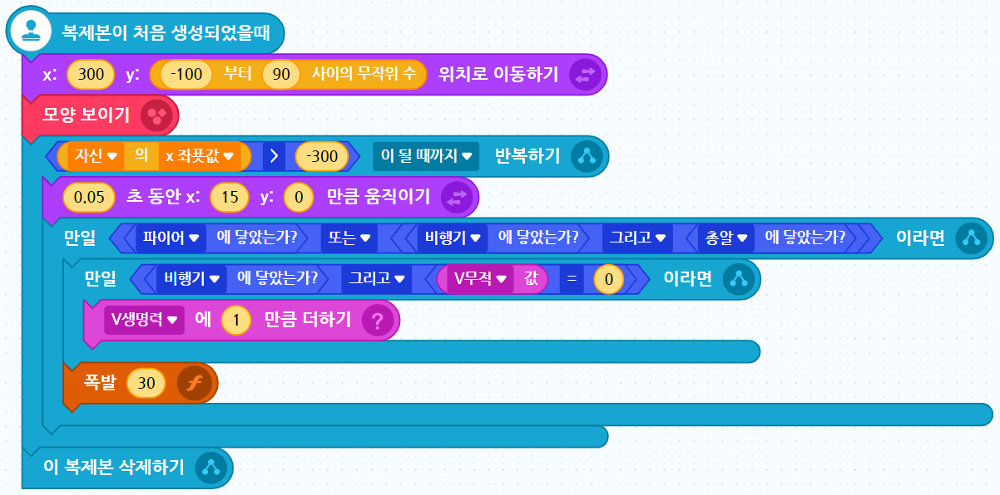 복제본이 처음 생성되었을때
x: 300 y: -100 부터 90 사이의 무작위 수 위치로 이동하기
모양 보이기
자신 의 x 좌푯값 > -300 이 될 때까지 반복하기
0.05 초 동안 x: 15 y: 0 만큼 움직이기
만일 파이어 에 닿았는가? 또는 비행기 에 닿았는가? 그리고 총알 에 닿았는가? 이라면
만일 비행기 에 닿았는가? 그리고 V무적 값 = 0 이라면
V생명력 에 1 만큼 더하기 ?
폭발 30 f
이 복제본 삭제하기